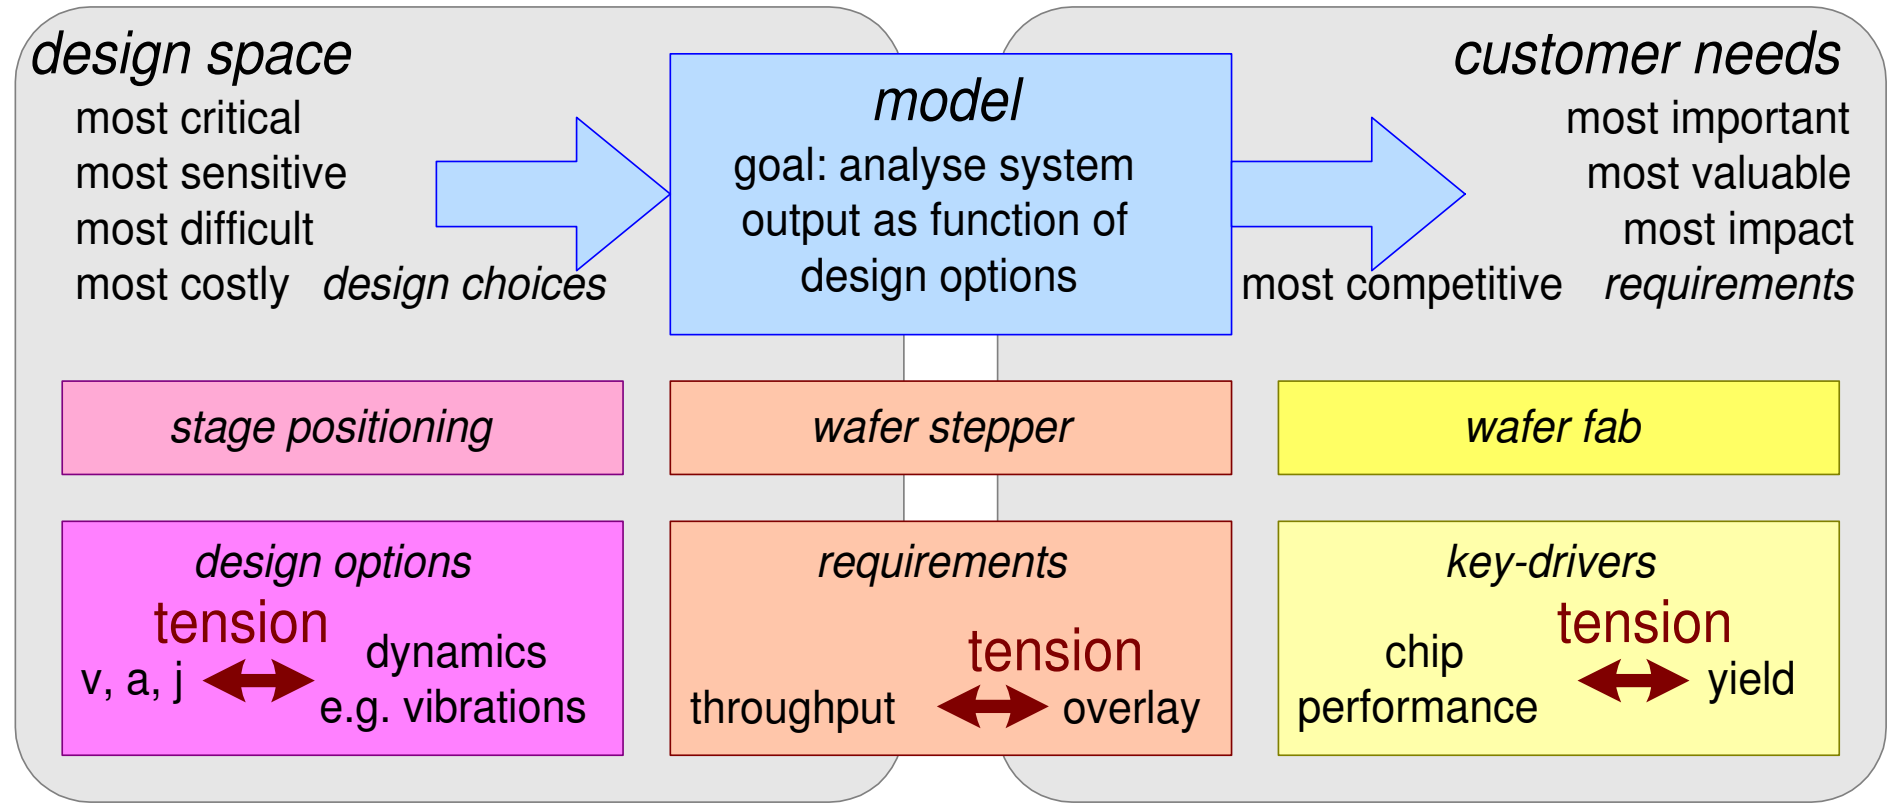 design space
most critical
most sensitive
most difficult
most costly design choices
model
goal: analyse system
output as function of
design options
customer needs
most important
most valuable
most impact
most competitive requirements
stage positioning
wafer stepper
wafer fab
design options
tension
v, a, j
dynamics
e.g. vibrations
requirements
tension
throughput
overlay
key-drivers
tension
chip
performance
yield